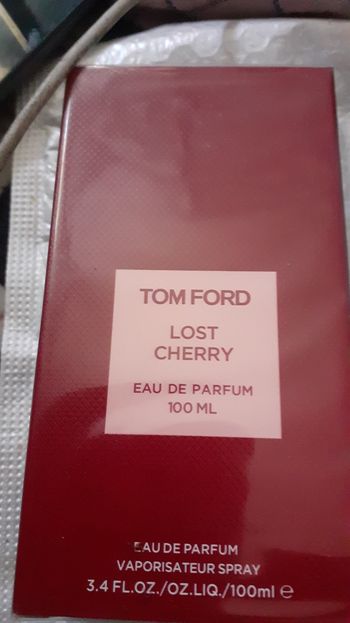 TOM FORD
LOST
CHERRY
EAU DE PARFUM
100 ML
EAU DE PARFUM
VAPORISATEUR SPRAY
3.4 FL.OZ./OZ.LIQ./100ml ℮